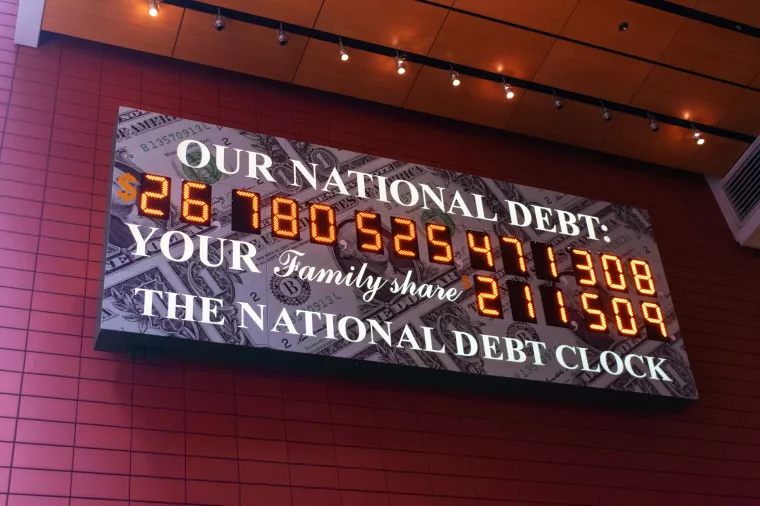 OUR NATIONAL DEBT:
$26 780 525 471 308
YOUR Family share $211 509
THE NATIONAL DEBT CLOCK